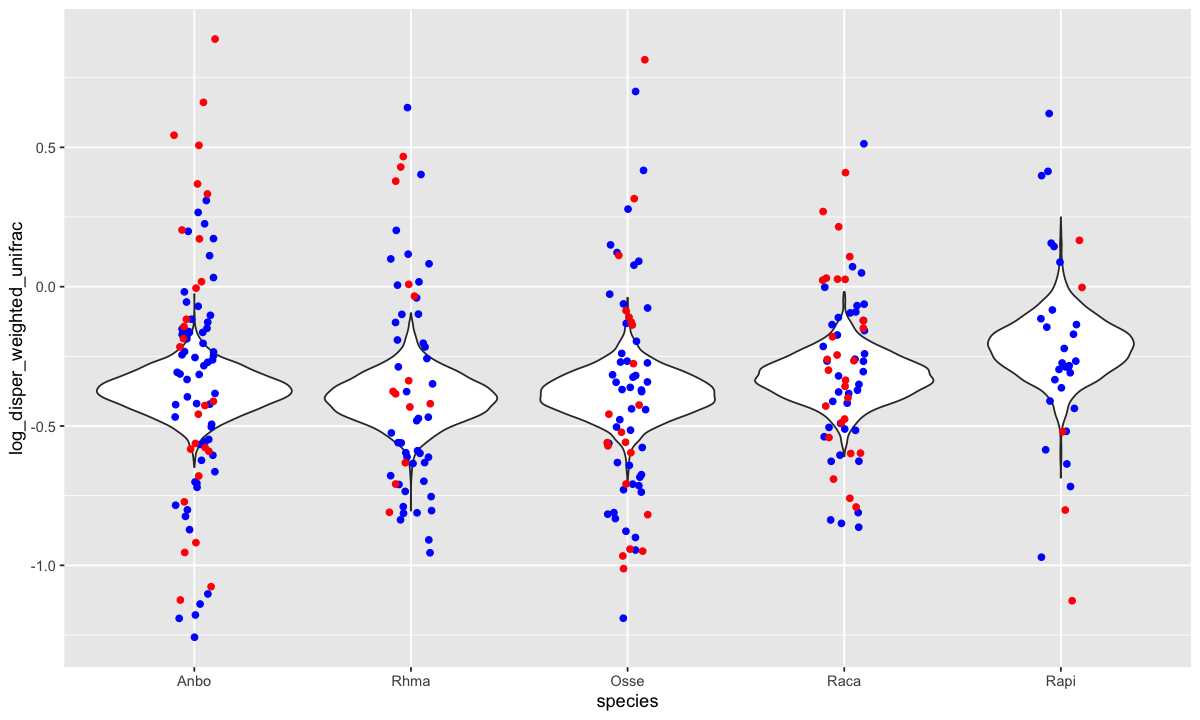 log_disper_weighted_unifrac
0.5
0.0
-0.5
-1.0
Anbo Rhma Osse Raca Rapi
species